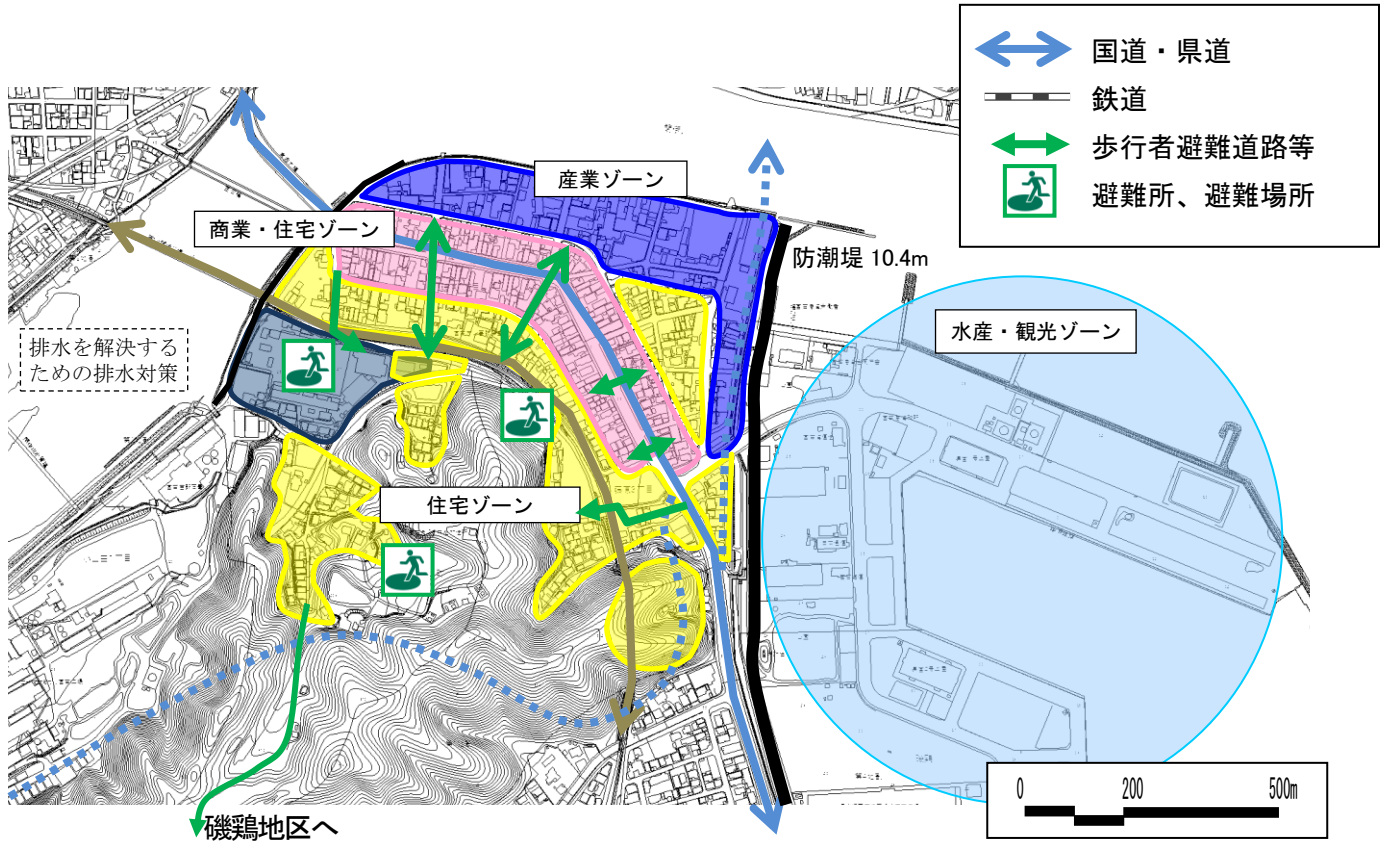 国道・県道
鉄道
歩行者避難道路等
避難所、避難場所
産業ゾーン
商業・住宅ゾーン
防潮堤 10.4m
水産・観光ゾーン
排水を解決する
ための排水対策
住宅ゾーン
0 200 500m
磯鶏地区へ